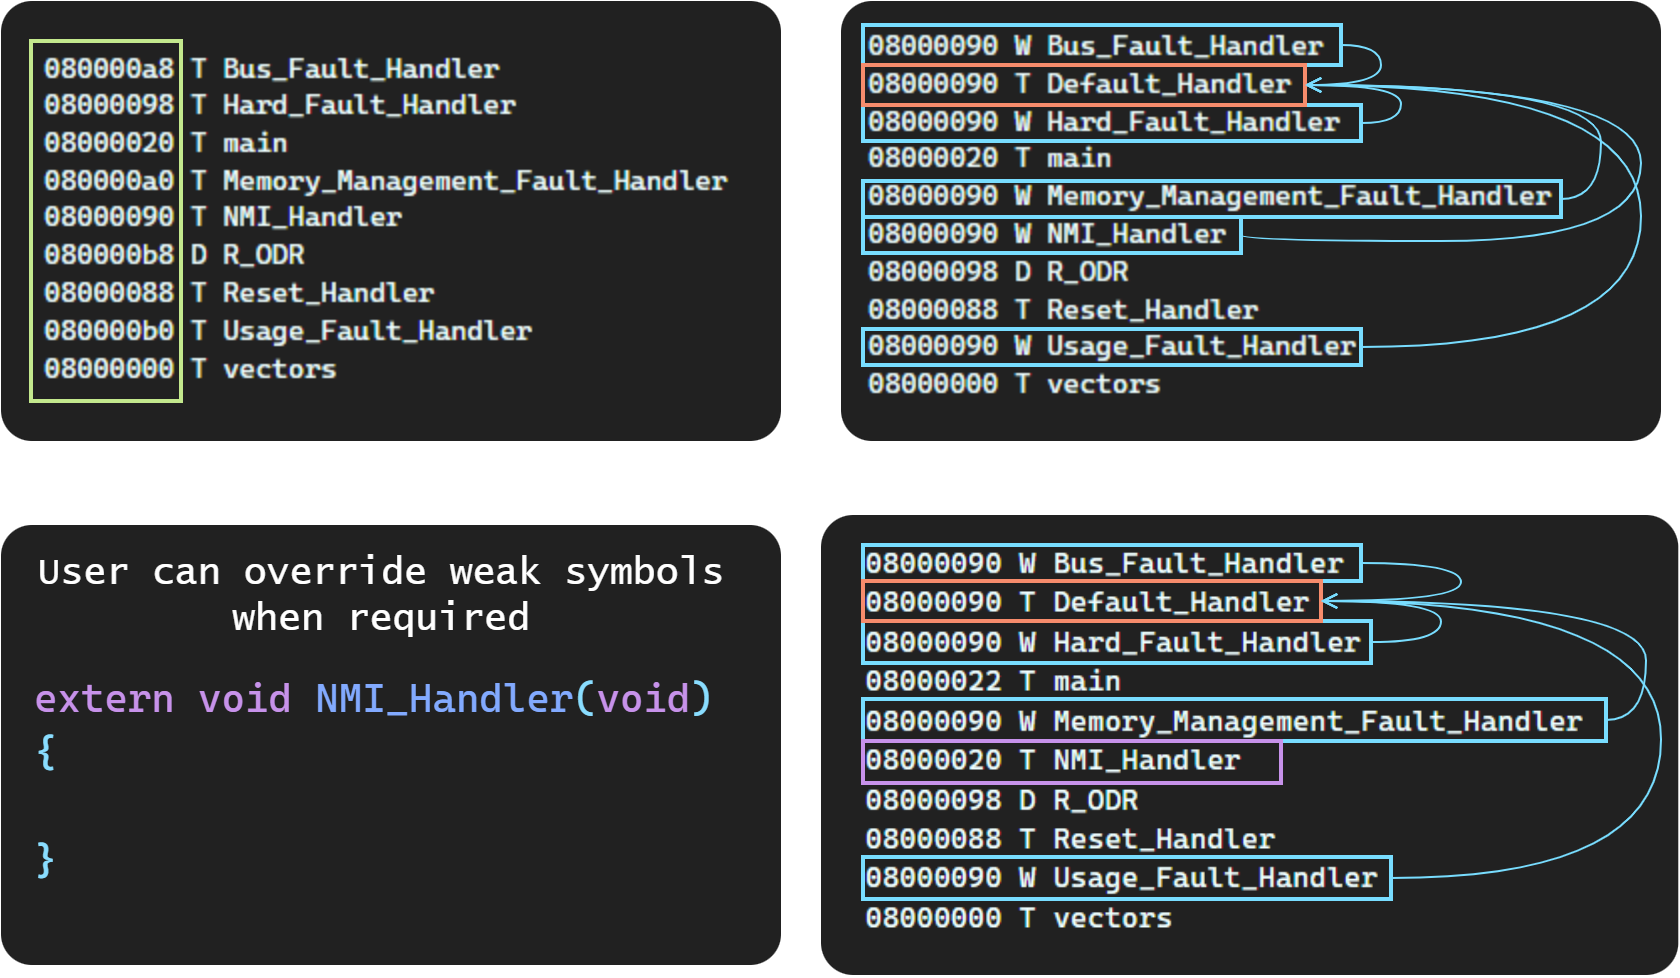 080000a8 T Bus_Fault_Handler
08000098 T Hard_Fault_Handler
08000020 T main
080000a0 T Memory_Management_Fault_Handler
08000090 T NMI_Handler
080000b8 D R_ODR
08000088 T Reset_Handler
080000b0 T Usage_Fault_Handler
08000000 T vectors
08000090 W Bus_Fault_Handler
08000090 T Default_Handler
08000090 W Hard_Fault_Handler
08000020 T main
08000090 W Memory_Management_Fault_Handler
08000090 W NMI_Handler
08000098 D R_ODR
08000088 T Reset_Handler
08000090 W Usage_Fault_Handler
08000000 T vectors
User can override weak symbols
when required
extern void NMI_Handler(void)
{
}
08000090 W Bus_Fault_Handler
08000090 T Default_Handler
08000090 W Hard_Fault_Handler
08000022 T main
08000090 W Memory_Management_Fault_Handler
08000020 T NMI_Handler
08000098 D R_ODR
08000088 T Reset_Handler
08000090 W Usage_Fault_Handler
08000000 T vectors